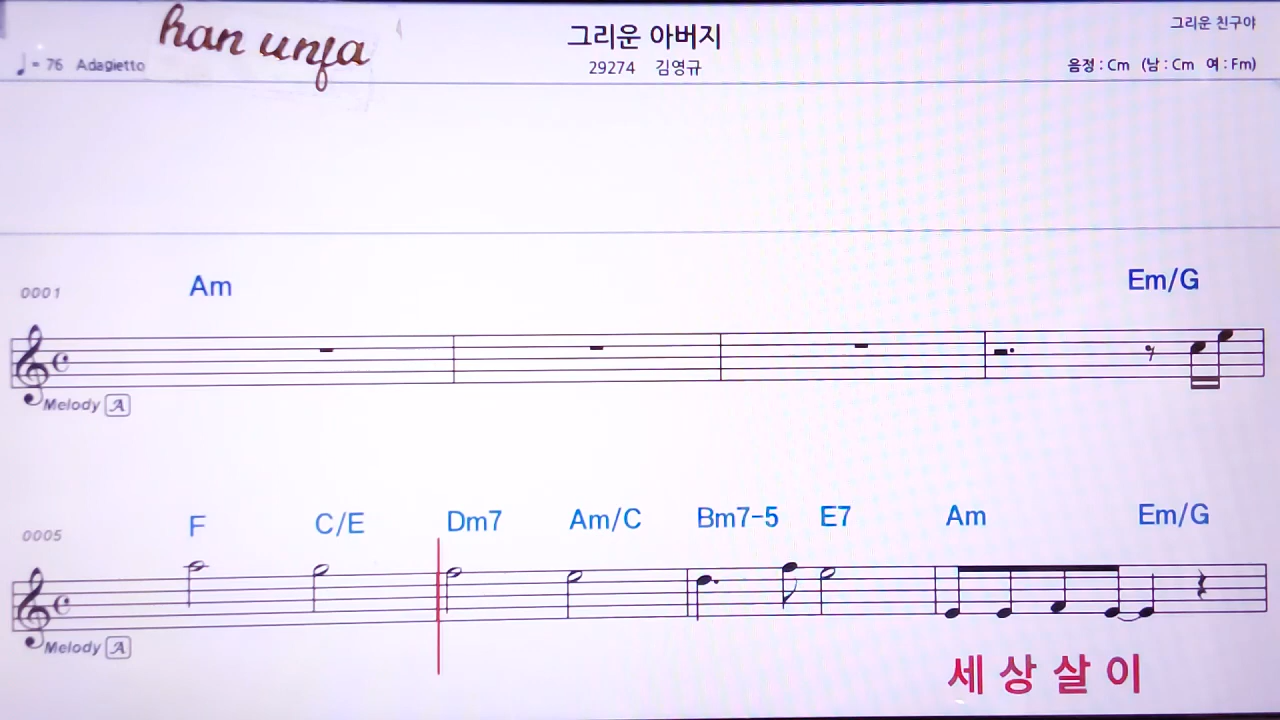 han unja
그리운 아버지
그리운 친구야
♩= 76 Adagietto
29274 김영규
음정 : Cm (남 : Cm 여 : Fm)
0001 Am Em/G
Melody A
0005 F C/E Dm7 Am/C Bm7-5 E7 Am Em/G
Melody A
세 상 살 이